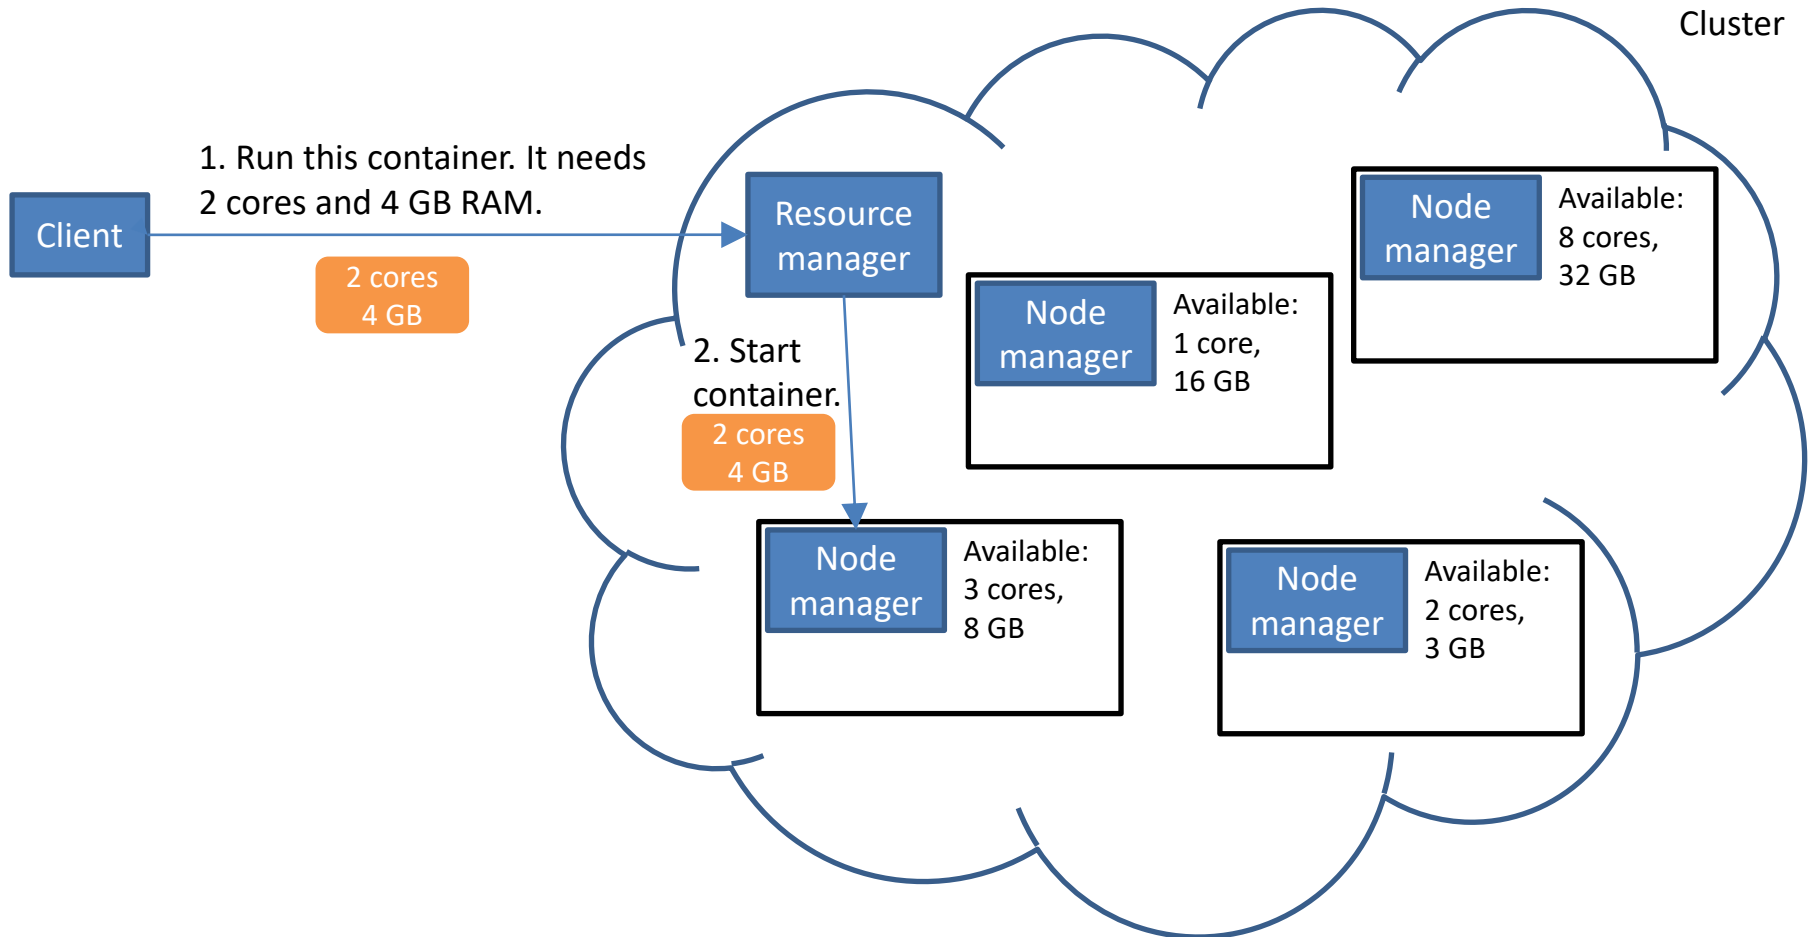 Cluster
1. Run this container. It needs
2 cores and 4 GB RAM.
Client
2 cores
4 GB
Resource
manager
2. Start
container.
2 cores
4 GB
Node
manager
Available:
8 cores,
32 GB
Node
manager
Available:
1 core,
16 GB
Node
manager
Available:
3 cores,
8 GB
Node
manager
Available:
2 cores,
3 GB